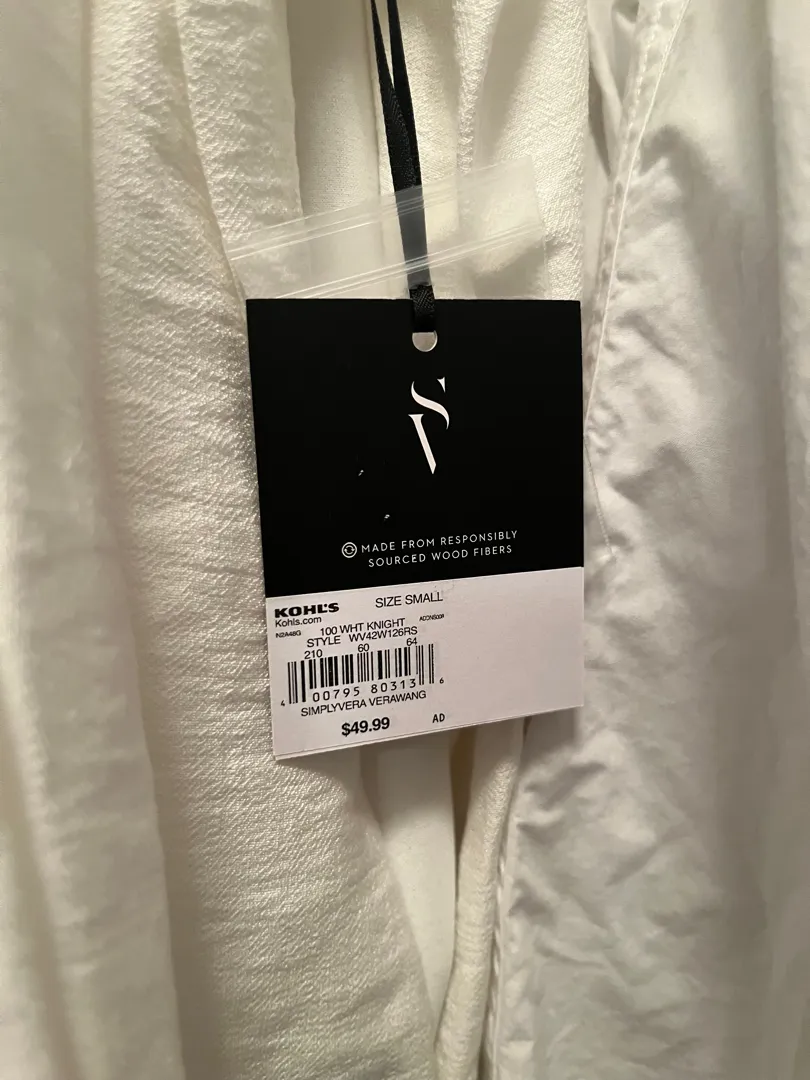 SV
MADE FROM RESPONSIBLY
SOURCED WOOD FIBERS
KOHL'S SIZE SMALL
Kohls.com
N2A48G 100 WHT KNIGHT
STYLE WV42W126RS
210 60 64
4 00795 80313 6
SIMPLYVERA VERAWANG
$49.99 AD